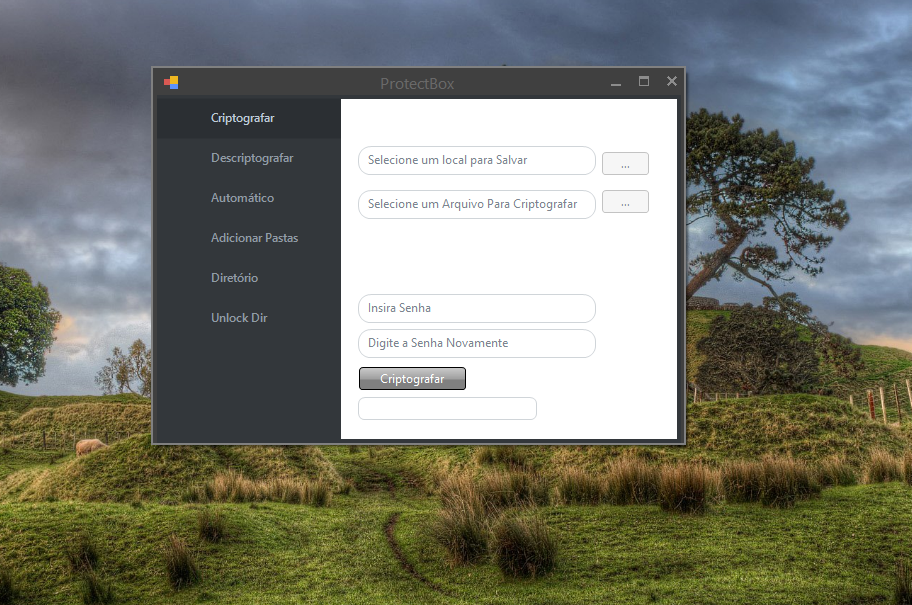 ProtectBox
Criptografar
Descriptografar
Automático
Adicionar Pastas
Diretório
Unlock Dir
Selecione um local para Salvar
...
Selecione um Arquivo Para Criptografar
...
Insira Senha
Digite a Senha Novamente
Criptografar